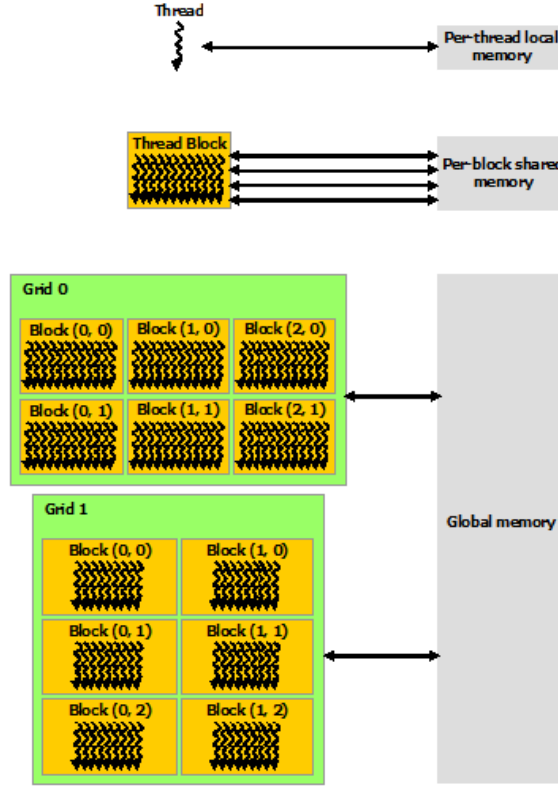 Thread
Per-thread local
memory
Thread Block
Per-block shared
memory
Grid 0
Block (0, 0)
Block (1, 0)
Block (2, 0)
Block (0, 1)
Block (1, 1)
Block (2, 1)
Global memory
Grid 1
Block (0, 0)
Block (1, 0)
Block (0, 1)
Block (1, 1)
Block (0, 2)
Block (1, 2)